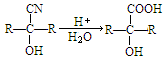 CN COOH
R R H⁺ R R
OH H₂O OH